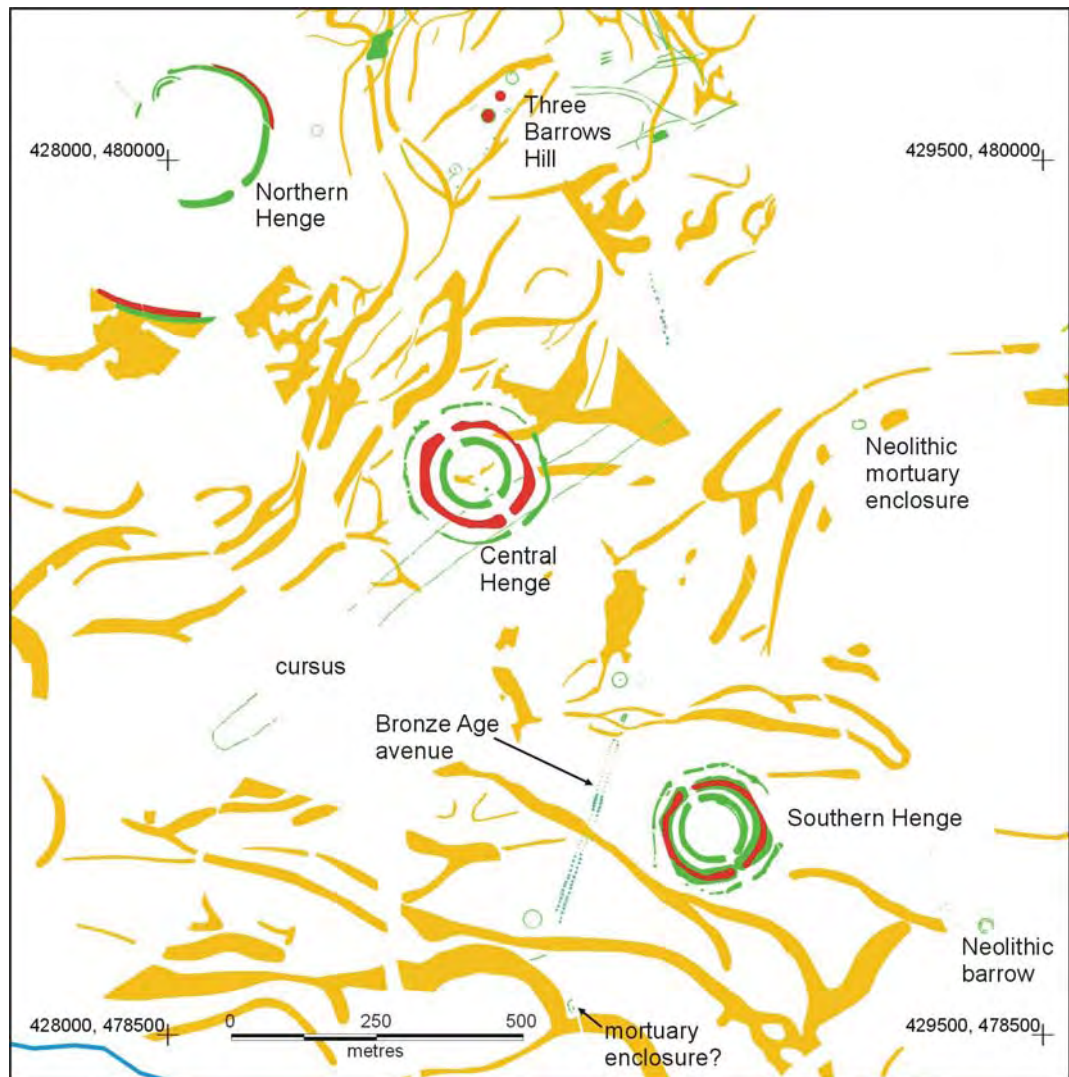 428000, 480000
Northern
Henge
Three
Barrows
Hill
429500, 480000
Neolithic
mortuary
enclosure
Central
Henge
cursus
Bronze Age
avenue
Southern Henge
Neolithic
barrow
428000, 478500
0 250 500
metres
mortuary
enclosure?
429500, 478500